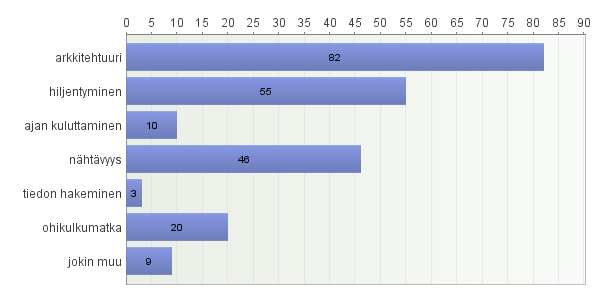 0 5 10 15 20 25 30 35 40 45 50 55 60 65 70 75 80 85 90
arkkitehtuuri 82
hiljentyminen 55
ajan kuluttaminen 10
nähtävyys 46
tiedon hakeminen 3
ohikulkumatka 20
jokin muu 9